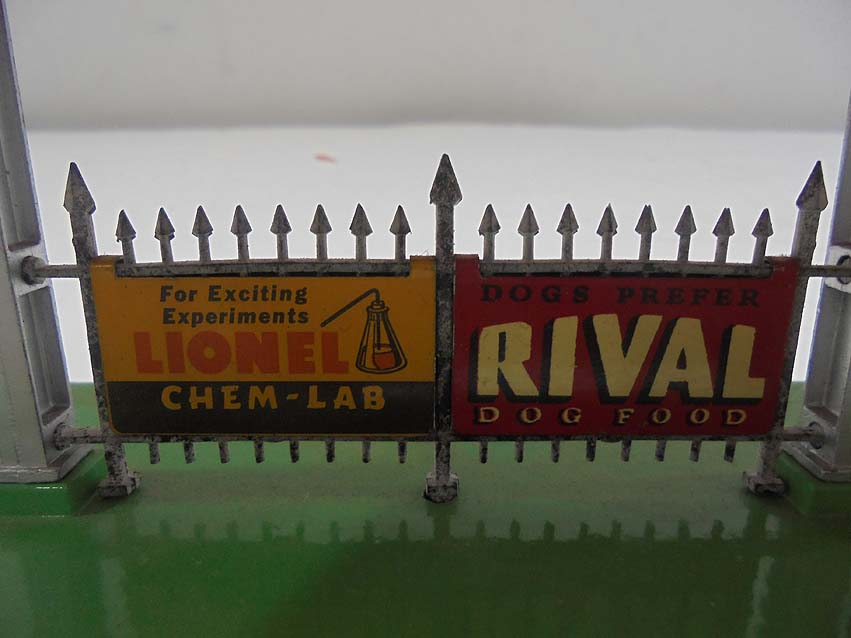 For Exciting
Experiments
LIONEL
CHEM-LAB
DOGS PREFER
RIVAL
DOG FOOD